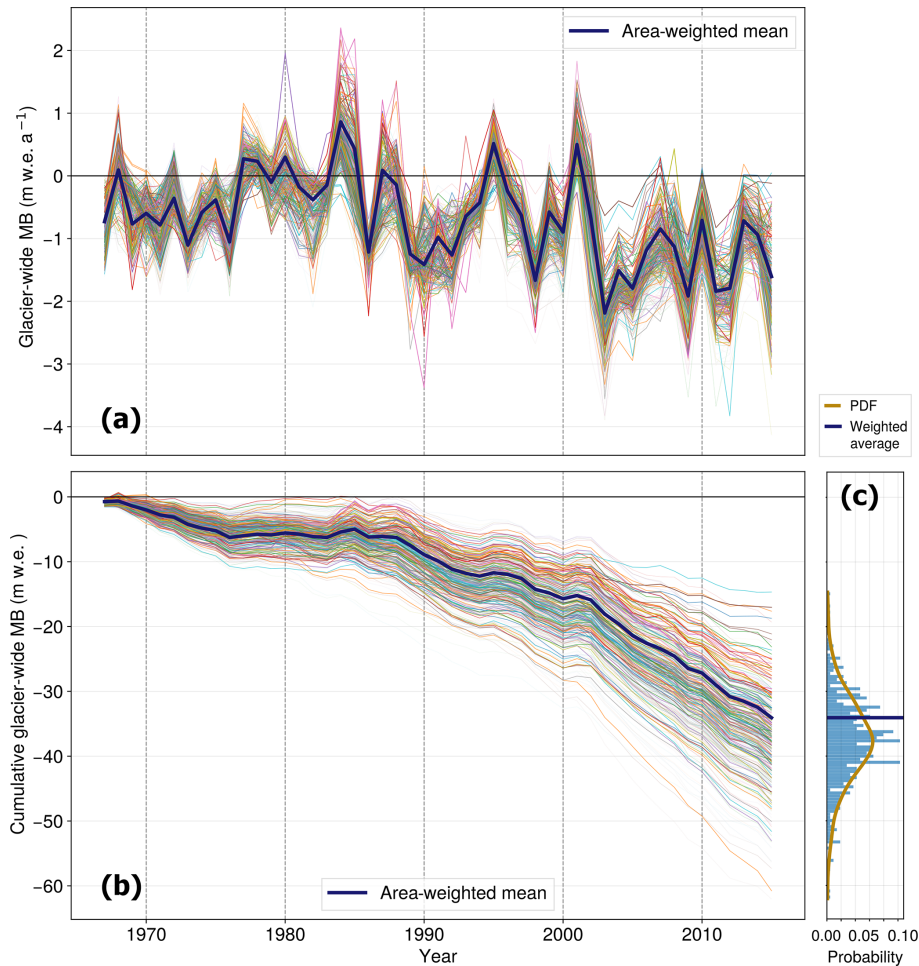 Glacier-wide MB (m w.e. a⁻¹)
2
1
0
−1
−2
−3
−4
Area-weighted mean
(a)
PDF
Weighted
average
Cumulative glacier-wide MB (m w.e. )
0
−10
−20
−30
−40
−50
−60
(b)
Area-weighted mean
1970
1980
1990
2000
2010
Year
(c)
0.00 0.05 0.10
Probability